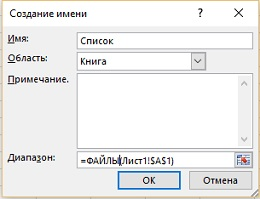 Создание имени ? ×
Имя: Список
Область: Книга
Примечание.
Диапазон: =ФАЙЛЫ(Лист1!$A$1)
ОК Отмена